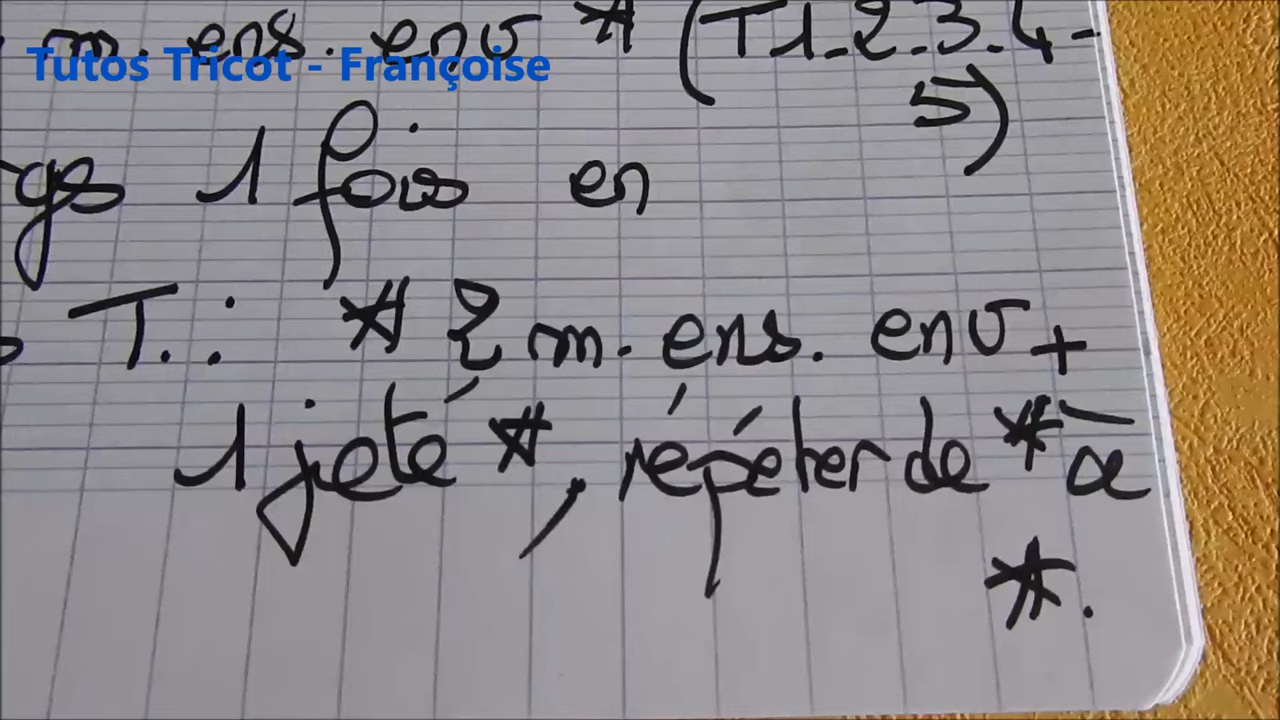 m. ens. env * (T1-2-3-4-
Tutos Tricot - Françoise
5)
1 fois en
T.: * 2 m. ens. env +
1 jeté *, répéter de * à
*.